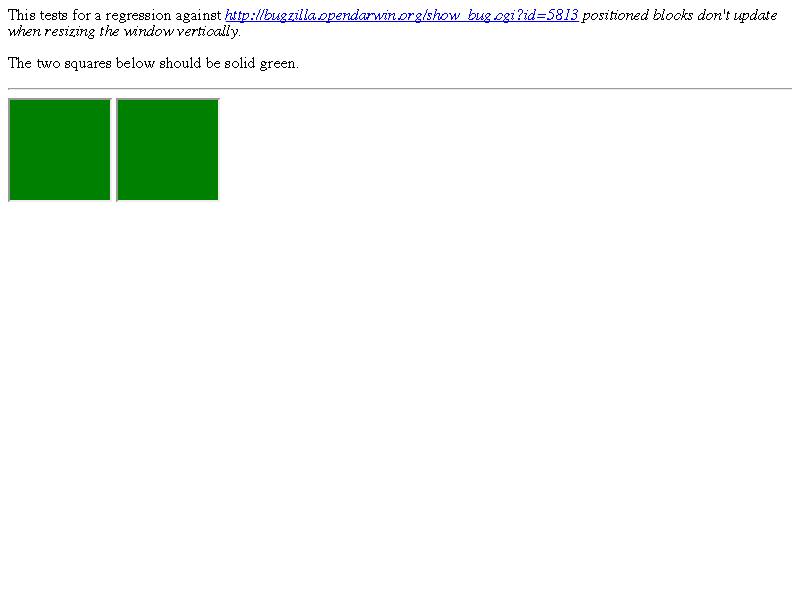 This tests for a regression against http://bugzilla.opendarwin.org/show_bug.cgi?id=5813 positioned blocks don't update
when resizing the window vertically.
The two squares below should be solid green.